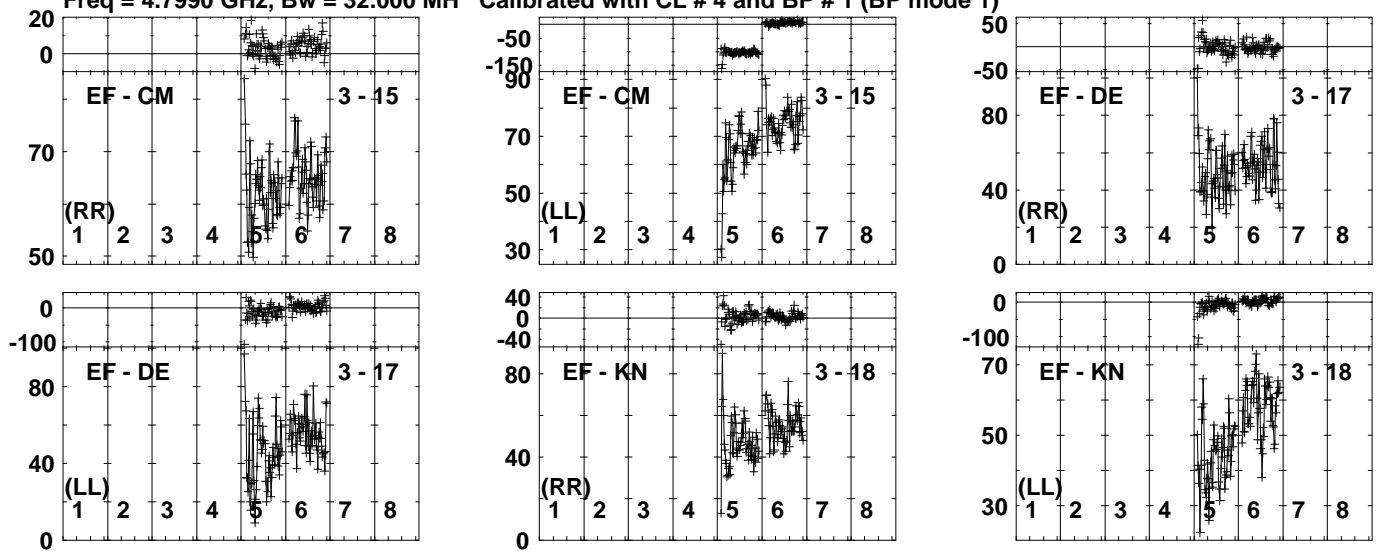 Freq = 4.7990 GHz, Bw = 32.000 MH Calibrated with CL # 4 and BP # 1 (BP mode 1)
20
0
EF - CM 3 - 15
70
(RR)
50
1 2 3 4 5 6 7 8
-50
-150
90
EF - CM 3 - 15
70
50
(LL)
30
1 2 3 4 5 6 7 8
50
-50
EF - DE 3 - 17
80
40
(RR)
0
1 2 3 4 5 6 7 8
0
-100
EF - DE 3 - 17
80
40
(LL)
0
1 2 3 4 5 6 7 8
40
0
-40
EF - KN 3 - 18
80
40
(RR)
0
1 2 3 4 5 6 7 8
0
-100
70
EF - KN 3 - 18
50
(LL)
30
1 2 3 4 5 6 7 8